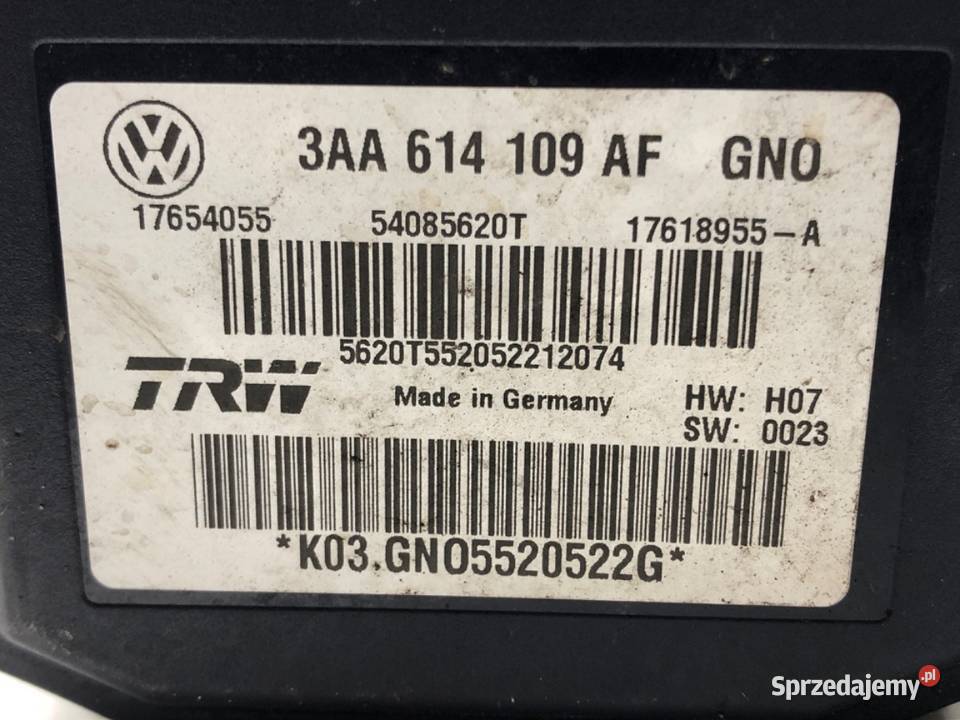 VW
3AA 614 109 AF GNO
17654055 54085620T 17618955-A
5620T552052212074
TRW Made in Germany HW: H07
SW: 0023
*K03.GNO5520522G*
Sprzedajemy.pl